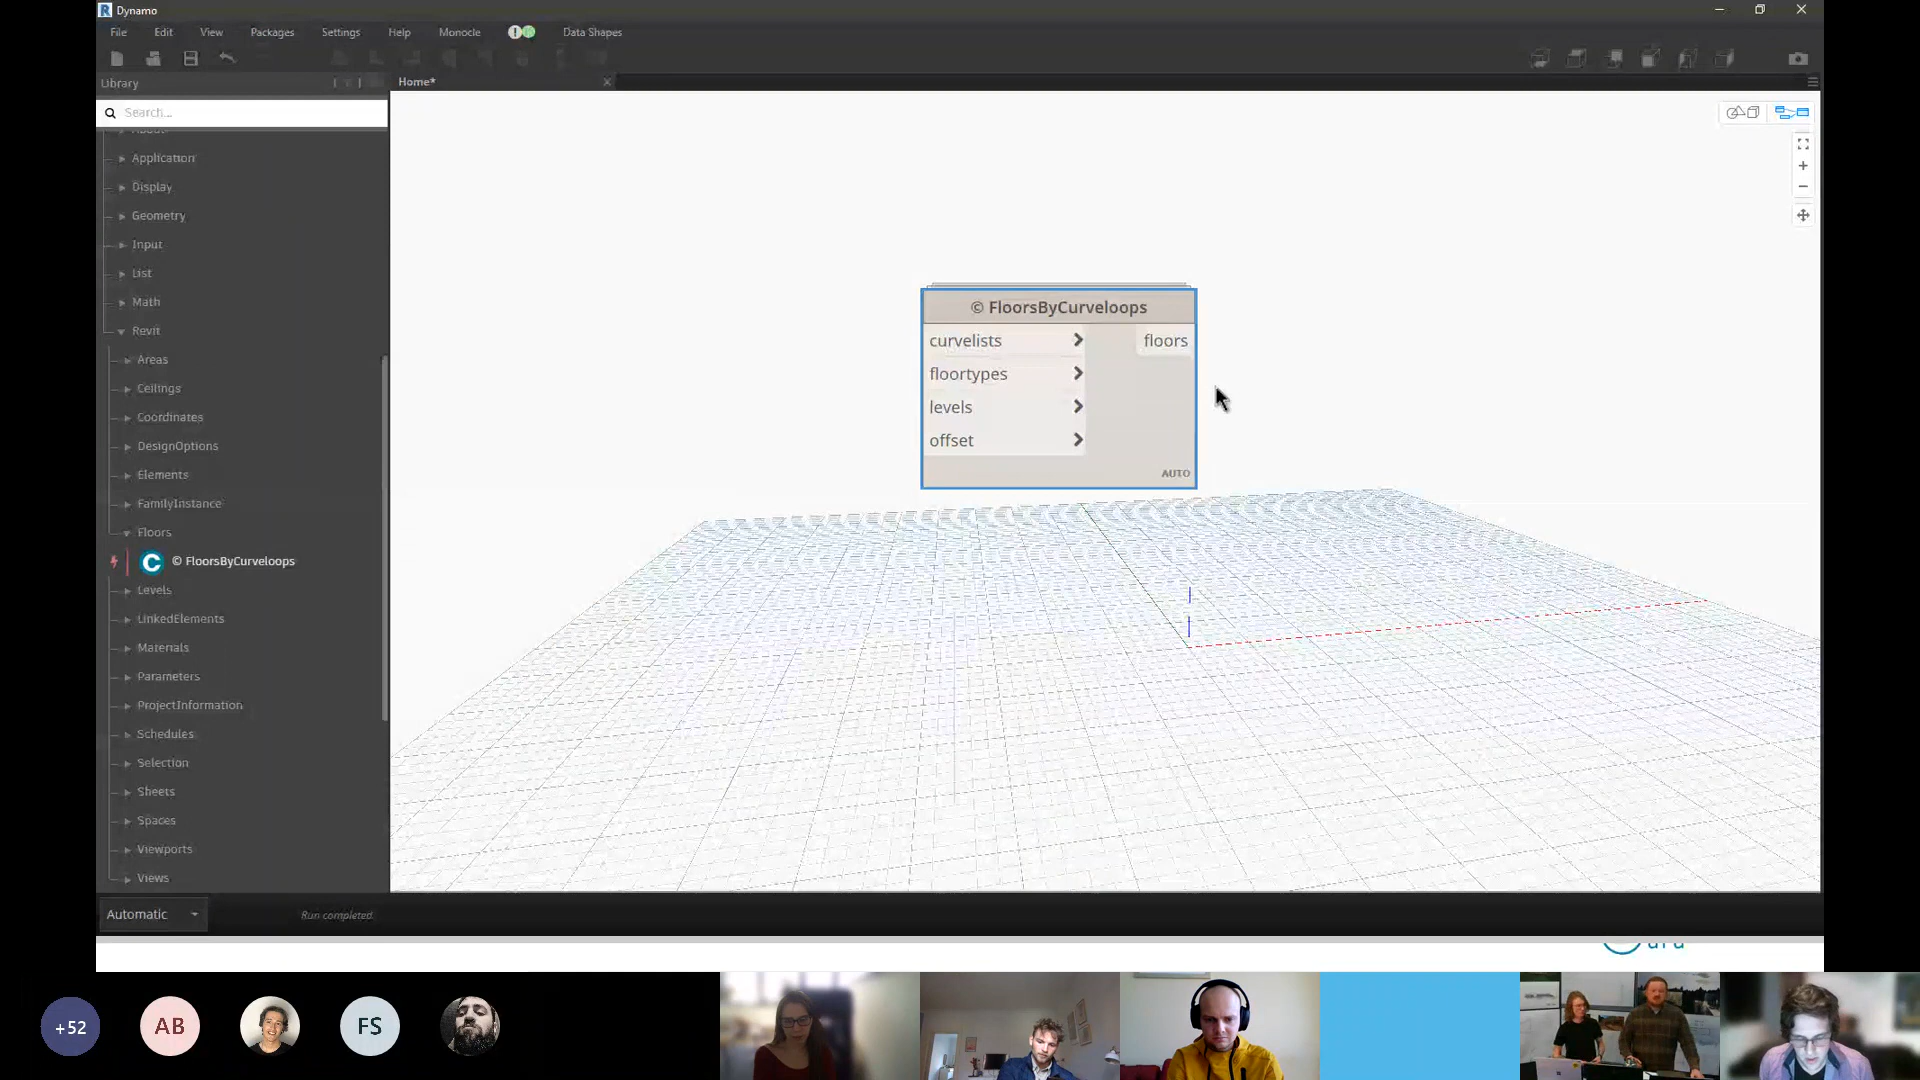 Dynamo
File Edit View Packages Settings Help Monocle Data Shapes
Library
Home*
Search...
About
Application
Display
Geometry
Input
List
Math
Revit
Areas
Ceilings
Coordinates
DesignOptions
Elements
FamilyInstance
Floors
© FloorsByCurveloops
Levels
LinkedElements
Materials
Parameters
ProjectInformation
Schedules
Selection
Sheets
Spaces
Viewports
Views
© FloorsByCurveloops
curvelists
floors
floortypes
levels
offset
AUTO
Automatic
Run completed.
+52
AB
FS